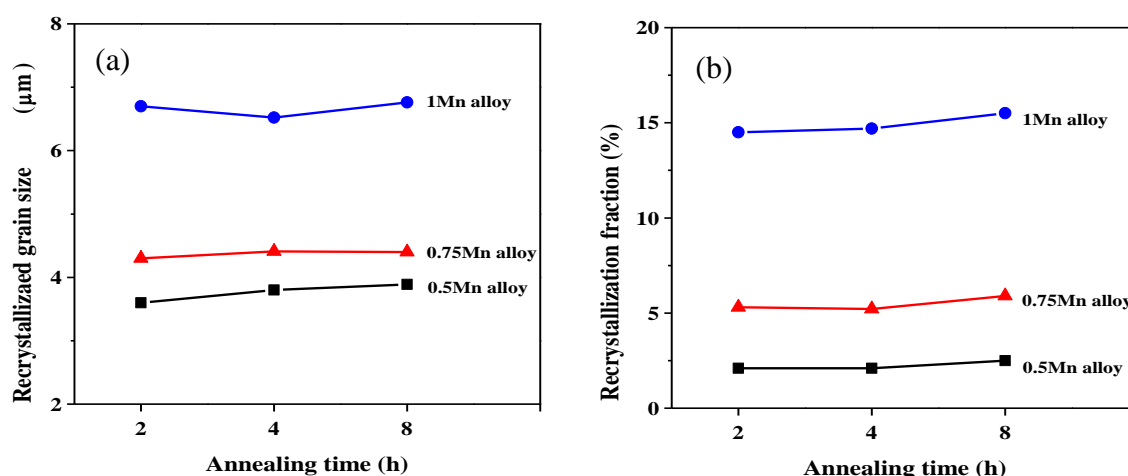 (a)
Recrystallizaed grain size (μm)
8
6
4
2
1Mn alloy
0.75Mn alloy
0.5Mn alloy
2 4 8
Annealing time (h)
(b)
Recrystallization fraction (%)
20
15
10
5
0
1Mn alloy
0.75Mn alloy
0.5Mn alloy
2 4 8
Annealing time (h)